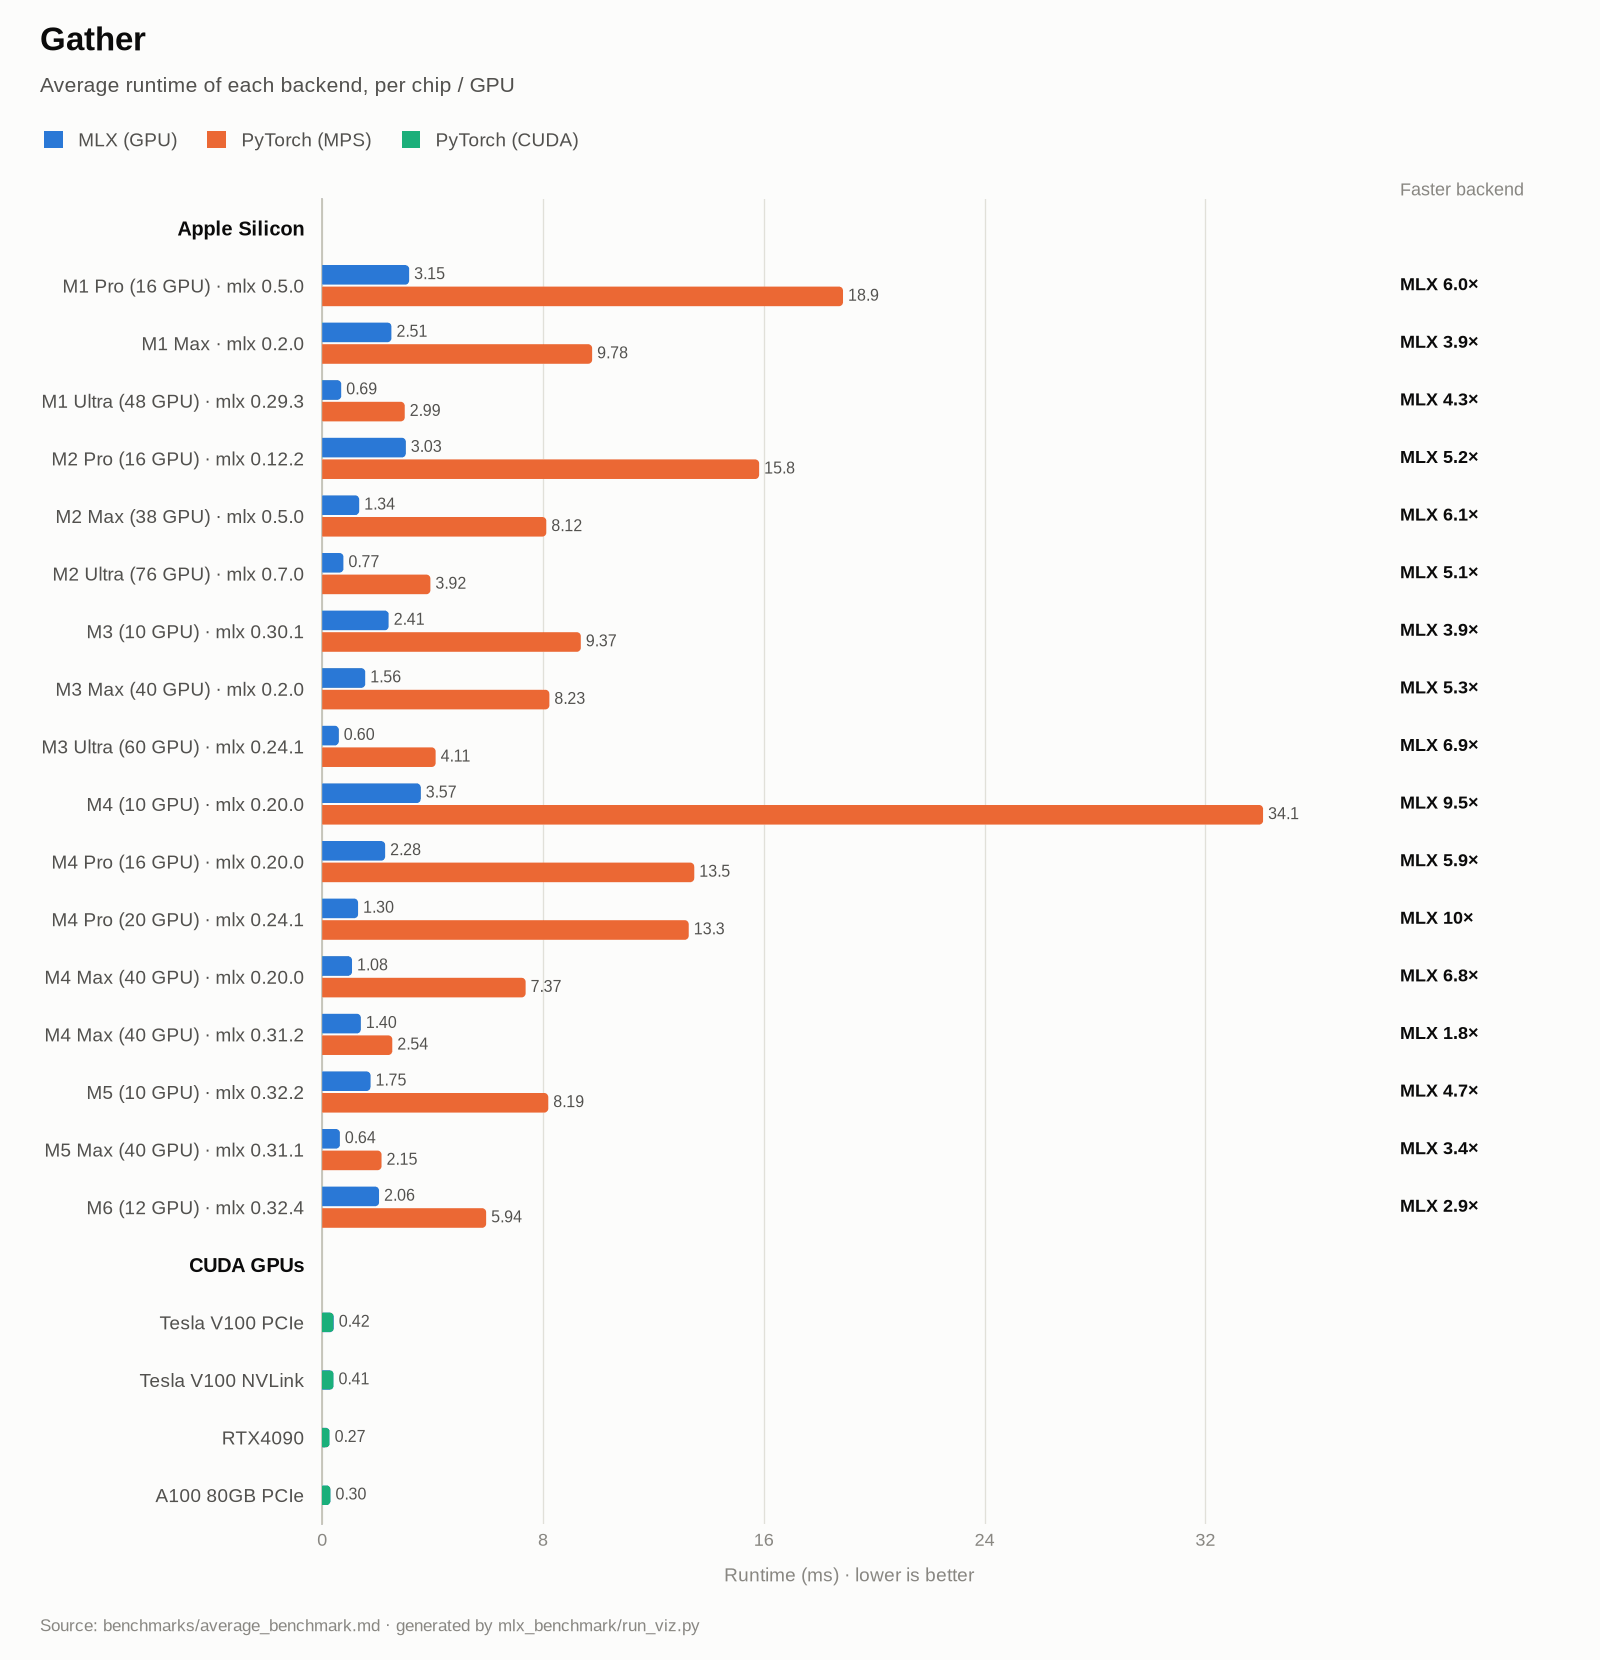 Gather
Average runtime of each backend, per chip / GPU
MLX (GPU) PyTorch (MPS) PyTorch (CUDA)
Faster backend
Apple Silicon
M1 Pro (16 GPU) · mlx 0.5.0 3.15 18.9 MLX 6.0×
M1 Max · mlx 0.2.0 2.51 9.78 MLX 3.9×
M1 Ultra (48 GPU) · mlx 0.29.3 0.69 2.99 MLX 4.3×
M2 Pro (16 GPU) · mlx 0.12.2 3.03 15.8 MLX 5.2×
M2 Max (38 GPU) · mlx 0.5.0 1.34 8.12 MLX 6.1×
M2 Ultra (76 GPU) · mlx 0.7.0 0.77 3.92 MLX 5.1×
M3 (10 GPU) · mlx 0.30.1 2.41 9.37 MLX 3.9×
M3 Max (40 GPU) · mlx 0.2.0 1.56 8.23 MLX 5.3×
M3 Ultra (60 GPU) · mlx 0.24.1 0.60 4.11 MLX 6.9×
M4 (10 GPU) · mlx 0.20.0 3.57 34.1 MLX 9.5×
M4 Pro (16 GPU) · mlx 0.20.0 2.28 13.5 MLX 5.9×
M4 Pro (20 GPU) · mlx 0.24.1 1.30 13.3 MLX 10×
M4 Max (40 GPU) · mlx 0.20.0 1.08 7.37 MLX 6.8×
M4 Max (40 GPU) · mlx 0.31.2 1.40 2.54 MLX 1.8×
M5 (10 GPU) · mlx 0.32.2 1.75 8.19 MLX 4.7×
M5 Max (40 GPU) · mlx 0.31.1 0.64 2.15 MLX 3.4×
M6 (12 GPU) · mlx 0.32.4 2.06 5.94 MLX 2.9×
CUDA GPUs
Tesla V100 PCIe 0.42
Tesla V100 NVLink 0.41
RTX4090 0.27
A100 80GB PCIe 0.30
0 8 16 24 32
Runtime (ms) · lower is better
Source: benchmarks/average_benchmark.md · generated by mlx_benchmark/run_viz.py